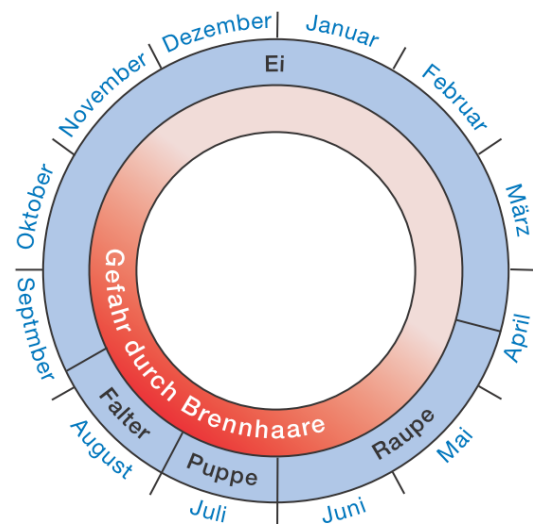 Januar
Februar
März
April
Mai
Juni
Juli
August
Septmber
Oktober
November
Dezember
Ei
Raupe
Puppe
Falter
Gefahr durch Brennhaare